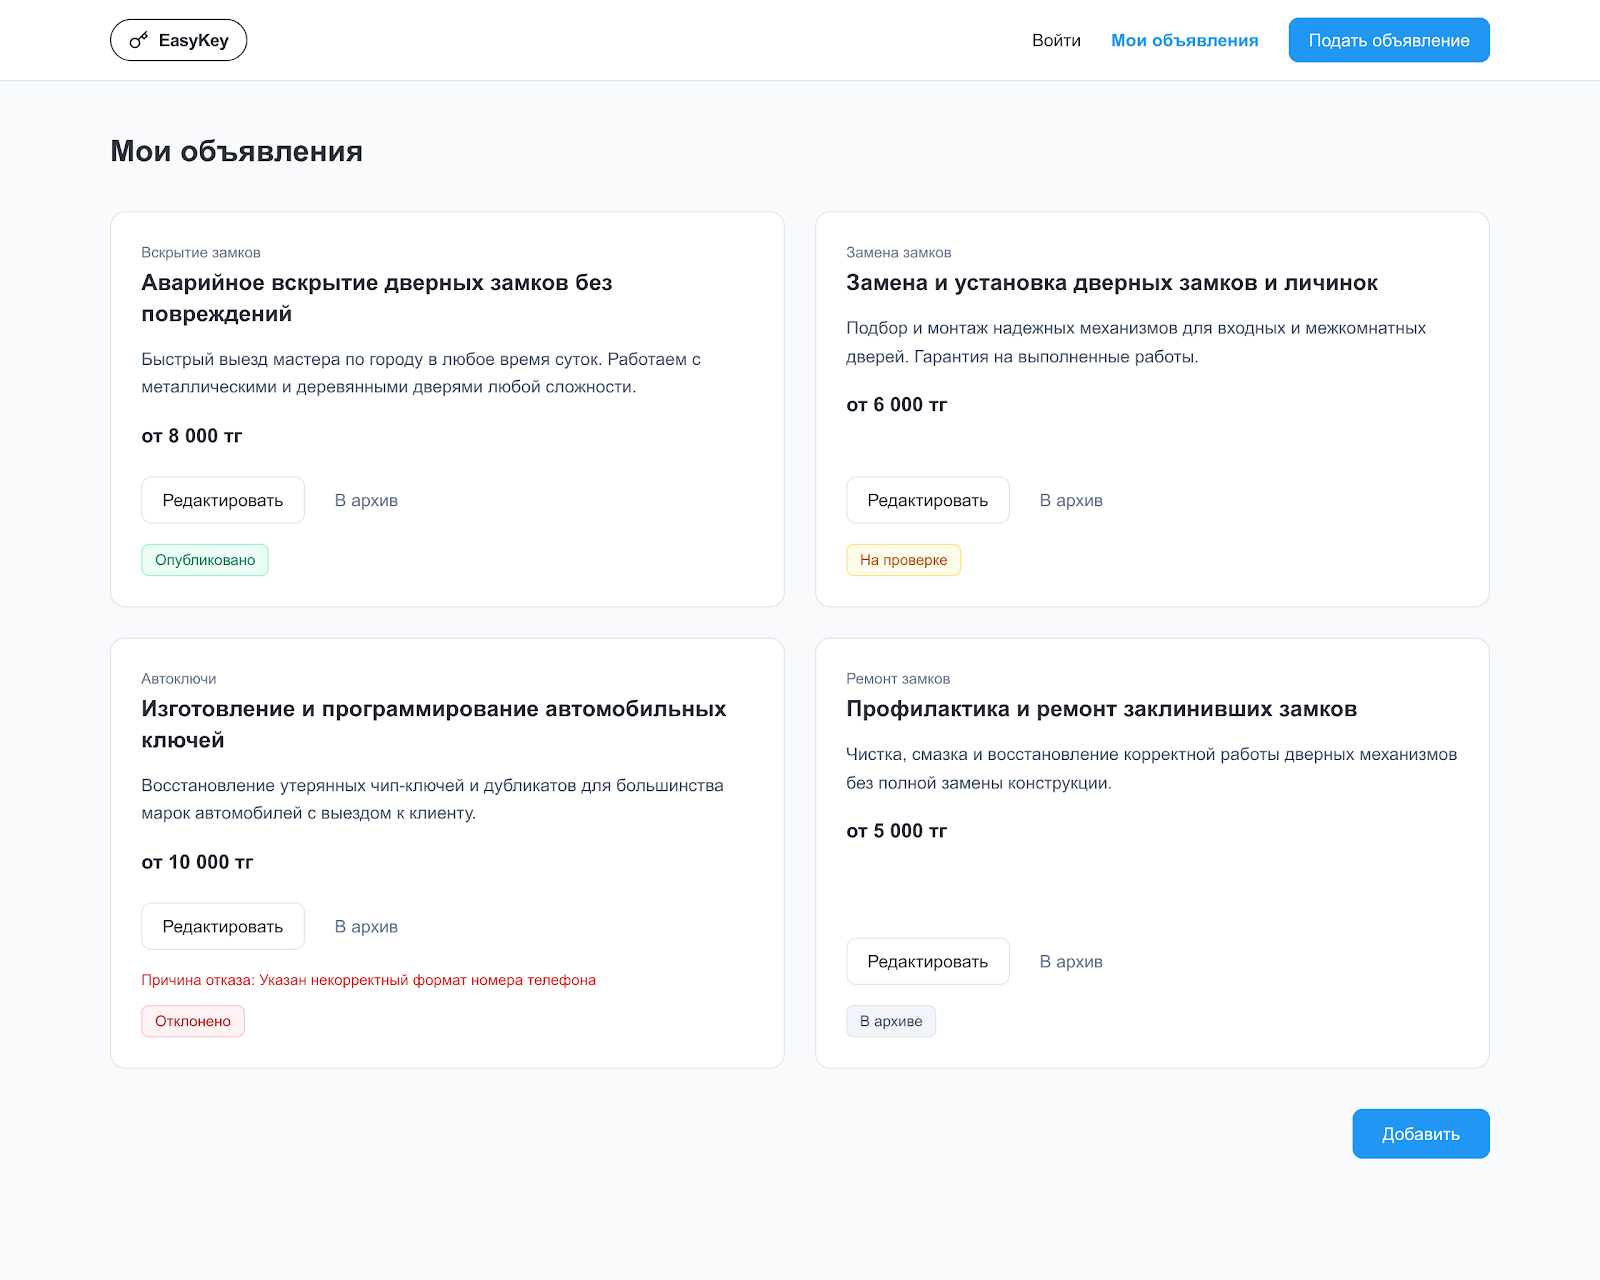 EasyKey
Войти
Мои объявления
Подать объявление
Мои объявления
Вскрытие замков
Аварийное вскрытие дверных замков без
повреждений
Быстрый выезд мастера по городу в любое время суток. Работаем с
металлическими и деревянными дверями любой сложности.
от 8 000 тг
Редактировать
В архив
Опубликовано
Замена замков
Замена и установка дверных замков и личинок
Подбор и монтаж надежных механизмов для входных и межкомнатных
дверей. Гарантия на выполненные работы.
от 6 000 тг
Редактировать
В архив
На проверке
Автоключи
Изготовление и программирование автомобильных
ключей
Восстановление утерянных чип-ключей и дубликатов для большинства
марок автомобилей с выездом к клиенту.
от 10 000 тг
Редактировать
В архив
Причина отказа: Указан некорректный формат номера телефона
Отклонено
Ремонт замков
Профилактика и ремонт заклинивших замков
Чистка, смазка и восстановление корректной работы дверных механизмов
без полной замены конструкции.
от 5 000 тг
Редактировать
В архив
В архиве
Добавить